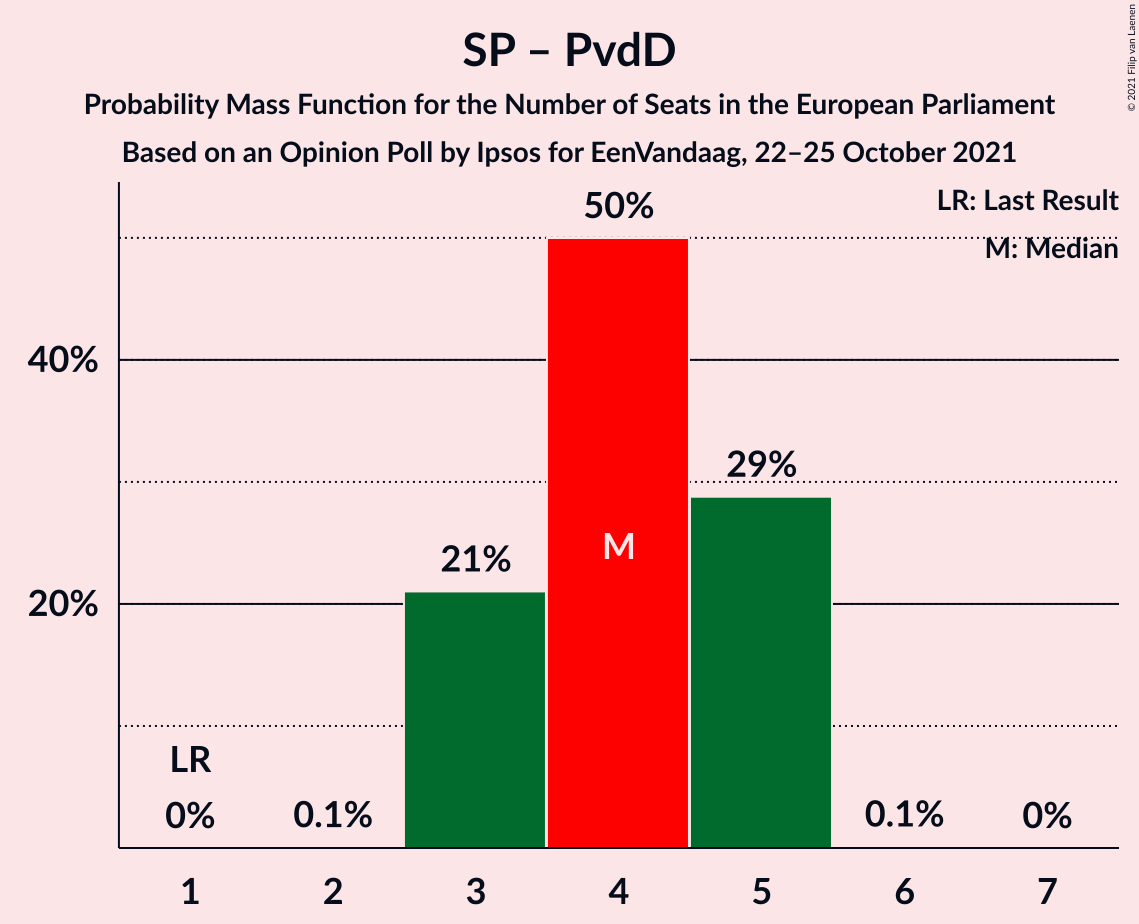 SP – PvdD
Probability Mass Function for the Number of Seats in the European Parliament
Based on an Opinion Poll by Ipsos for EenVandaag, 22–25 October 2021
© 2021 Filip van Laenen
LR: Last Result
M: Median
50%
40%
29%
M
21%
20%
LR
0%
0.1%
0.1%
0%
1
2
3
4
5
6
7